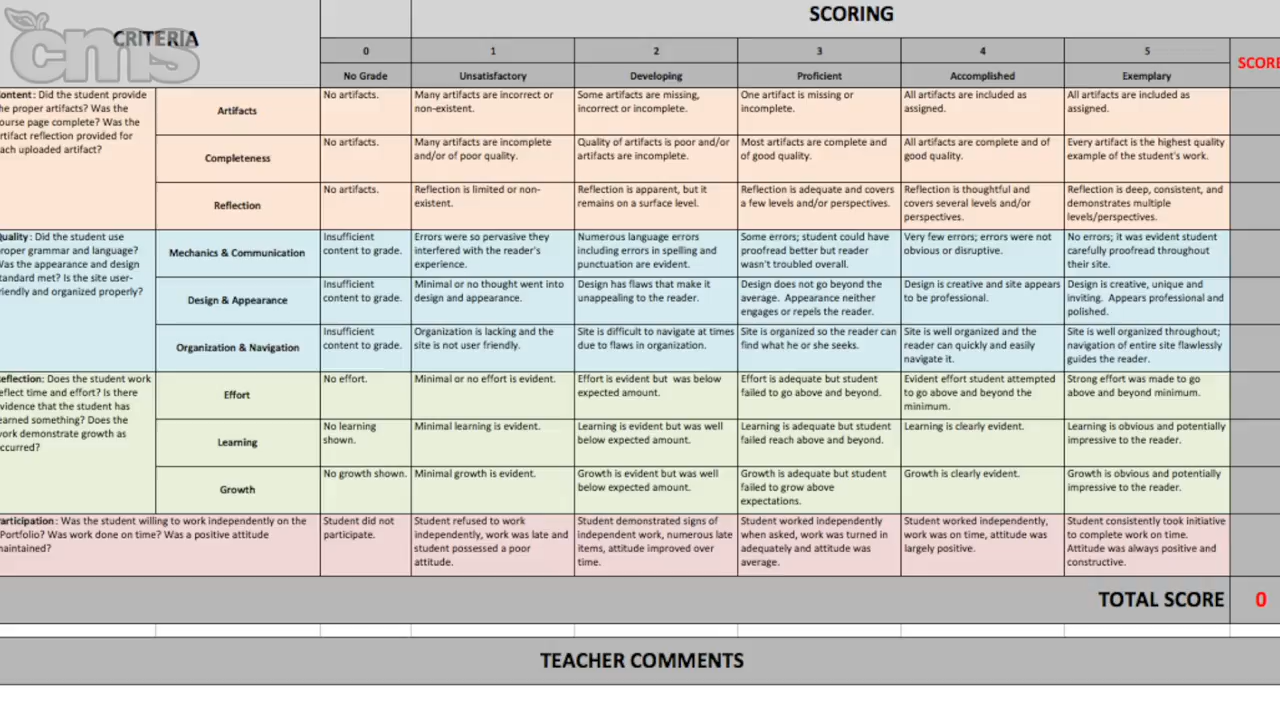 SCORING
cms
CRITERIA
0
1
2
3
4
5
SCORE
No Grade
Unsatisfactory
Developing
Proficient
Accomplished
Exemplary
ontent: Did the student provide
he proper artifacts? Was the
ourse page complete? Was the
rtifact reflection provided for
ach uploaded artifact?
Artifacts
No artifacts.
Many artifacts are incorrect or
non-existent.
Some artifacts are missing,
incorrect or incomplete.
One artifact is missing or
incomplete.
All artifacts are included as
assigned.
All artifacts are included as
assigned.
Completeness
No artifacts.
Many artifacts are incomplete
and/or of poor quality.
Quality of artifacts is poor and/or
artifacts are incomplete.
Most artifacts are complete and
of good quality.
All artifacts are complete and of
good quality.
Every artifact is the highest quality
example of the student's work.
Reflection
No artifacts.
Reflection is limited or non-
existent.
Reflection is apparent, but it
remains on a surface level.
Reflection is adequate and covers
a few levels and/or perspectives.
Reflection is thoughtful and
covers several levels and/or
perspectives.
Reflection is deep, consistent, and
demonstrates multiple
levels/perspectives.
uality: Did the student use
roper grammar and language?
Was the appearance and design
tandard met? Is the site user-
riendly and organized properly?
Mechanics & Communication
Insufficient
content to grade.
Errors were so pervasive they
interfered with the reader's
experience.
Numerous language errors
including errors in spelling and
punctuation are evident.
Some errors; student could have
proofread better but reader
wasn't troubled overall.
Very few errors; errors were not
obvious or disruptive.
No errors; it was evident student
carefully proofread throughout
their site.
Design & Appearance
Insufficient
content to grade.
Minimal or no thought went into
design and appearance.
Design has flaws that make it
unappealing to the reader.
Design does not go beyond the
average. Appearance neither
engages or repels the reader.
Design is creative and site appears
to be professional.
Design is creative, unique and
inviting. Appears professional and
polished.
Organization & Navigation
Insufficient
content to grade.
Organization is lacking and the
site is not user friendly.
Site is difficult to navigate at times
due to flaws in organization.
Site is organized so the reader can
find what he or she seeks.
Site is well organized and the
reader can quickly and easily
navigate it.
Site is well organized throughout;
navigation of entire site flawlessly
guides the reader.
eflection: Does the student work
eflect time and effort? Is there
vidence that the student has
earned something? Does the
ork demonstrate growth as
ccurred?
Effort
No effort.
Minimal or no effort is evident.
Effort is evident but was below
expected amount.
Effort is adequate but student
failed to go above and beyond.
Evident effort student attempted
to go above and beyond the
minimum.
Strong effort was made to go
above and beyond minimum.
Learning
No learning
shown.
Minimal learning is evident.
Learning is evident but was well
below expected amount.
Learning is adequate but student
failed reach above and beyond.
Learning is clearly evident.
Learning is obvious and potentially
impressive to the reader.
Growth
No growth shown.
Minimal growth is evident.
Growth is evident but was well
below expected amount.
Growth is adequate but student
failed to grow above
expectations.
Growth is clearly evident.
Growth is obvious and potentially
impressive to the reader.
articipation: Was the student willing to work independently on the
Portfolio? Was work done on time? Was a positive attitude
maintained?
Student did not
participate.
Student refused to work
independently, work was late and
student possessed a poor
attitude.
Student demonstrated signs of
independent work, numerous late
items, attitude improved over
time.
Student worked independently
when asked, work was turned in
adequately and attitude was
average.
Student worked independently,
work was on time, attitude was
largely positive.
Student consistently took initiative
to complete work on time.
Attitude was always positive and
constructive.
TOTAL SCORE
0
TEACHER COMMENTS